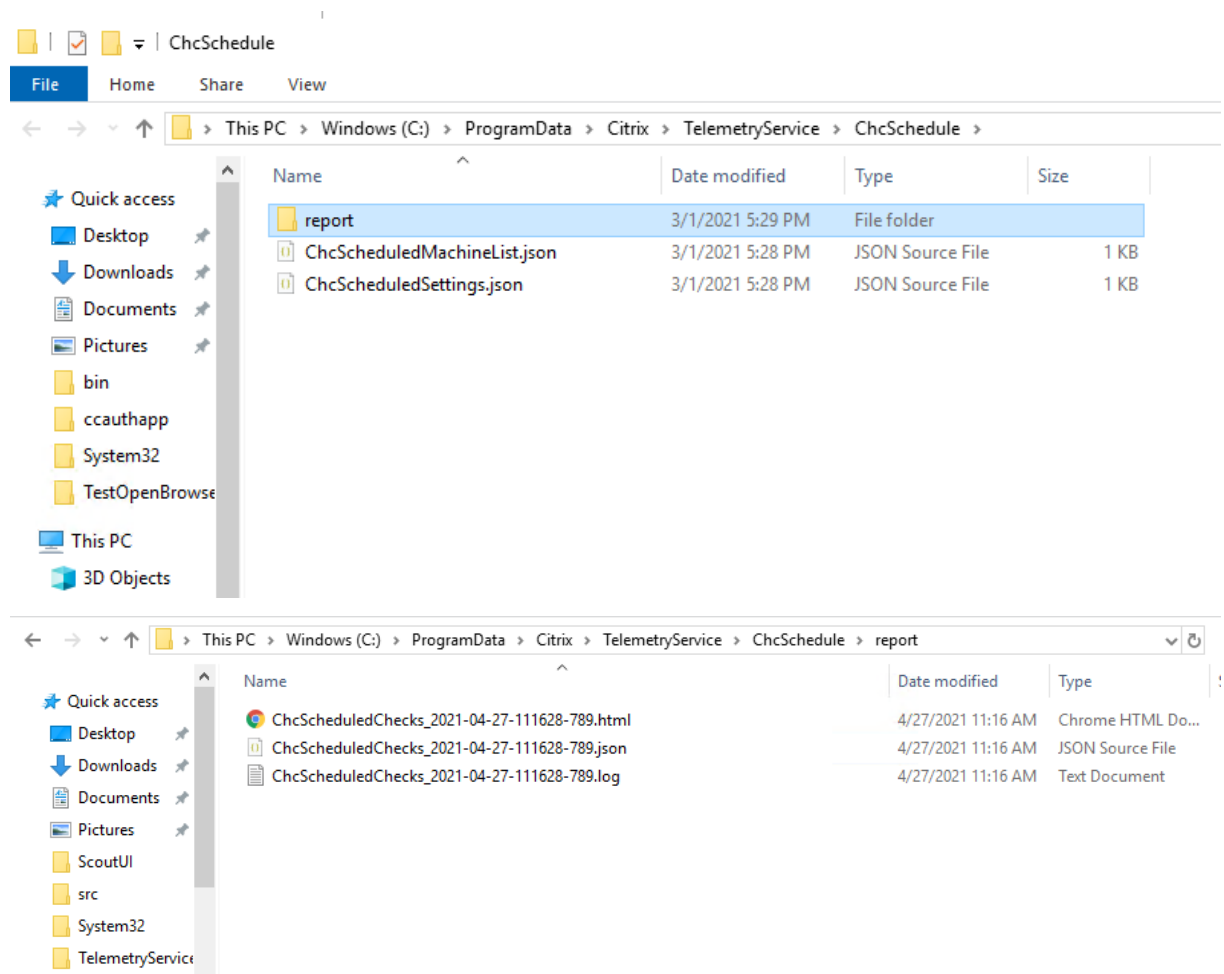 ChcSchedule
File Home Share View
This PC > Windows (C:) > ProgramData > Citrix > TelemetryService > ChcSchedule >
Name Date modified Type Size
Quick access
report 3/1/2021 5:29 PM File folder
Desktop
ChcScheduledMachineList.json 3/1/2021 5:28 PM JSON Source File 1 KB
Downloads
ChcScheduledSettings.json 3/1/2021 5:28 PM JSON Source File 1 KB
Documents
Pictures
bin
ccauthapp
System32
TestOpenBrowse
This PC
3D Objects
This PC > Windows (C:) > ProgramData > Citrix > TelemetryService > ChcSchedule > report
Name Date modified Type
Quick access
ChcScheduledChecks_2021-04-27-111628-789.html 4/27/2021 11:16 AM Chrome HTML Do...
Desktop
ChcScheduledChecks_2021-04-27-111628-789.json 4/27/2021 11:16 AM JSON Source File
Downloads
ChcScheduledChecks_2021-04-27-111628-789.log 4/27/2021 11:16 AM Text Document
Documents
Pictures
ScoutUI
src
System32
TelemetryService